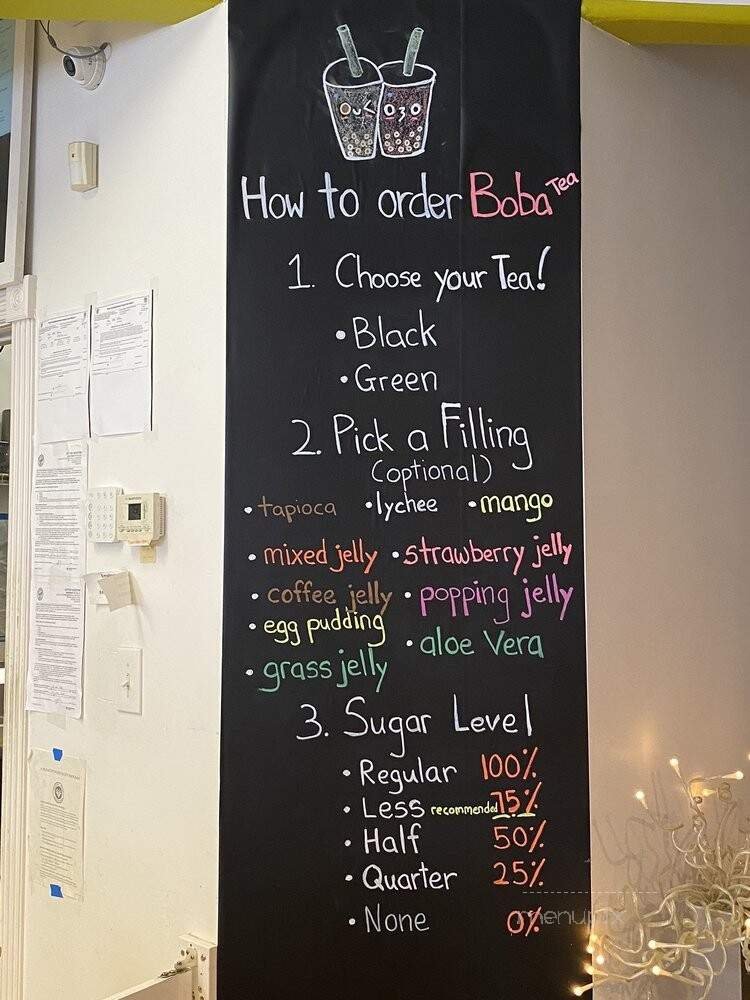 How to order Boba Tea
1. Choose your Tea!
• Black
• Green
2. Pick a Filling
(optional)
• tapioca • lychee • mango
• mixed jelly • strawberry jelly
• coffee jelly • popping jelly
• egg pudding
• aloe Vera
• grass jelly
3. Sugar Level
• Regular 100%
• Less recommended 75%
• Half 50%
• Quarter 25%
• None 0%
menupix